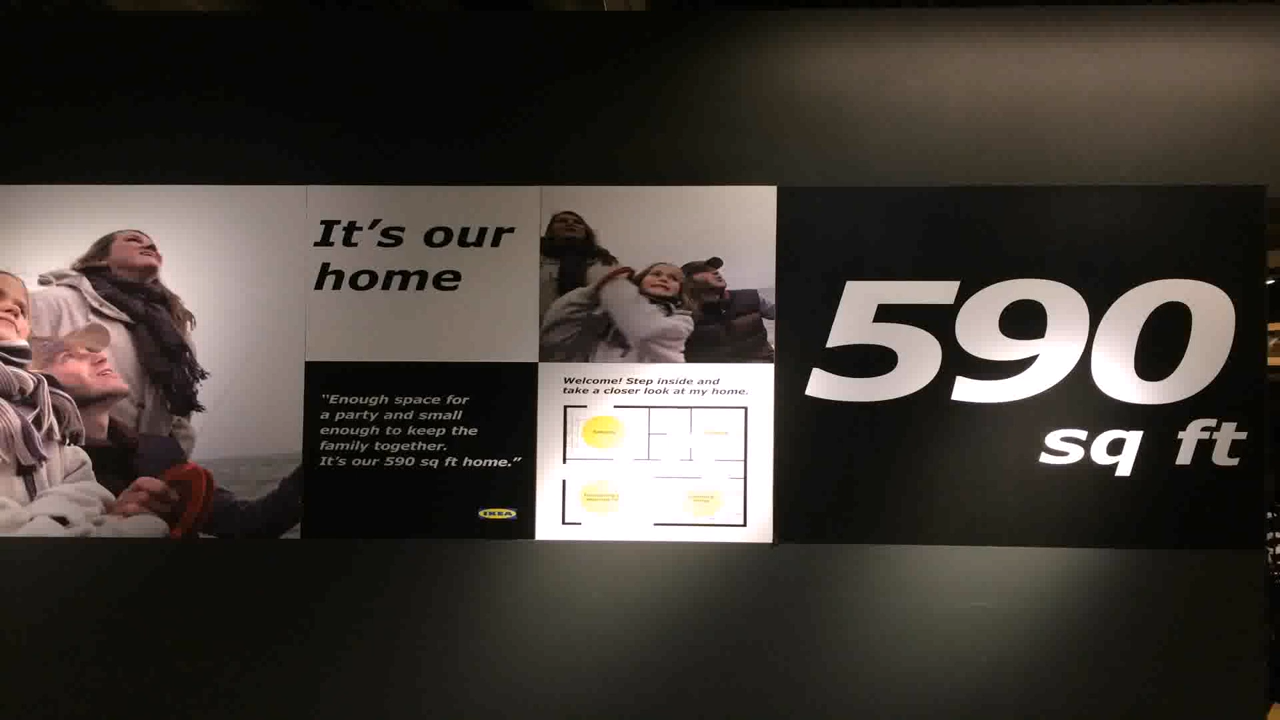 It's our
home
"Enough space for
a party and small
enough to keep the
family together.
It's our 590 sq ft home."
IKEA
Welcome! Step inside and
take a closer look at my home.
590
sq ft